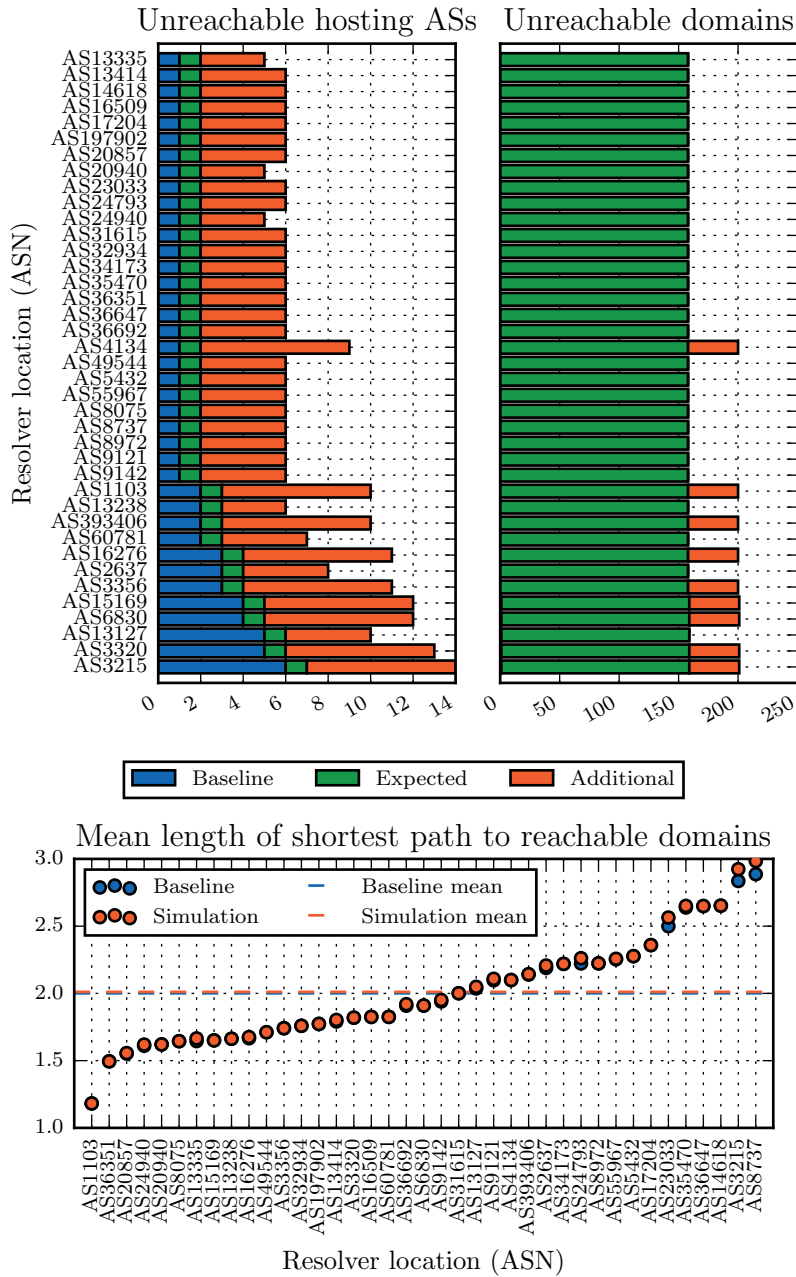 Unreachable hosting ASs
Unreachable domains
Resolver location (ASN)
AS13335
AS13414
AS14618
AS16509
AS17204
AS197902
AS20857
AS20940
AS23033
AS24793
AS24940
AS31615
AS32934
AS34173
AS35470
AS36351
AS36647
AS36692
AS4134
AS49544
AS5432
AS55967
AS8075
AS8737
AS8972
AS9121
AS9142
AS1103
AS13238
AS393406
AS60781
AS16276
AS2637
AS3356
AS15169
AS6830
AS13127
AS3320
AS3215
0 2 4 6 8 10 12 14
0 50 100 150 200 250
Baseline Expected Additional
Mean length of shortest path to reachable domains
3.0
2.5
2.0
1.5
1.0
Baseline Baseline mean
Simulation Simulation mean
AS1103
AS36351
AS20857
AS24940
AS20940
AS8075
AS13335
AS15169
AS13238
AS16276
AS49544
AS3356
AS32934
AS197902
AS13414
AS3320
AS16509
AS60781
AS36692
AS6830
AS9142
AS31615
AS13127
AS9121
AS4134
AS393406
AS2637
AS34173
AS24793
AS8972
AS55967
AS5432
AS17204
AS23033
AS35470
AS36647
AS14618
AS3215
AS8737
Resolver location (ASN)